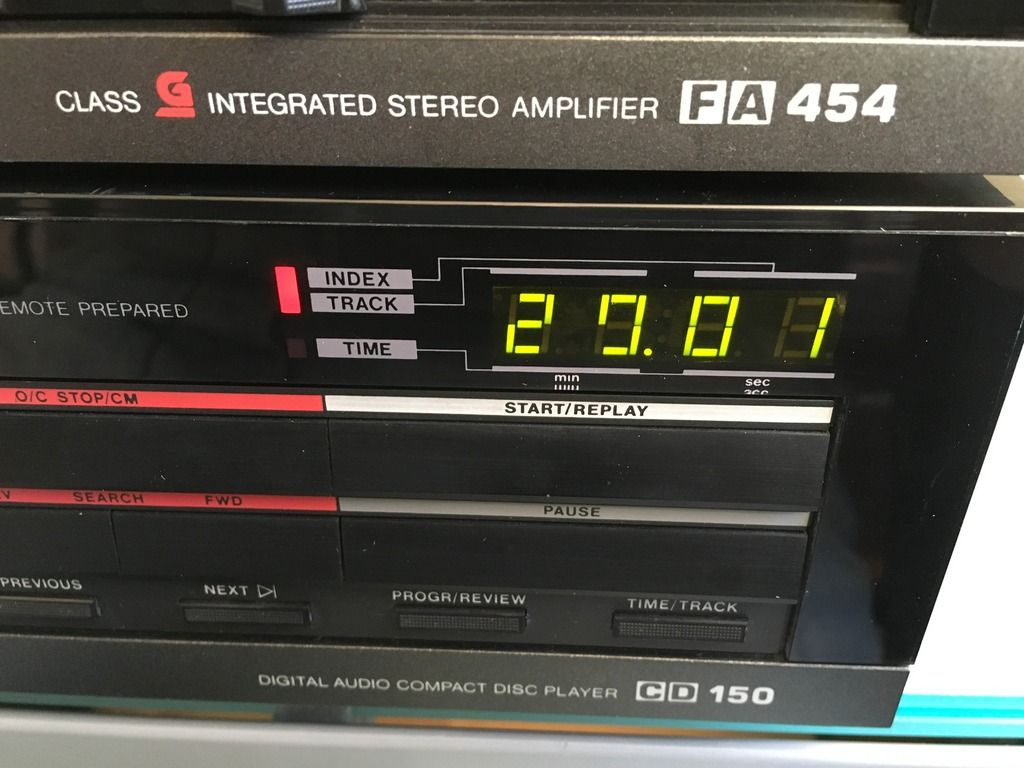 CLASS G INTEGRATED STEREO AMPLIFIER FA 454
INDEX
EMOTE PREPARED
TRACK
20.01
TIME
min
sec
O/C STOP/CM
START/REPLAY
V SEARCH FWD
PAUSE
PREVIOUS
NEXT
PROGR/REVIEW
TIME/TRACK
DIGITAL AUDIO COMPACT DISC PLAYER CD 150